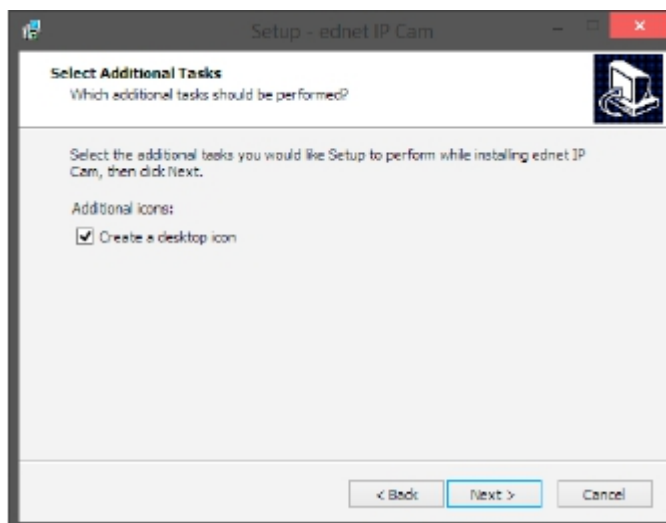 Setup - ednet IP Cam
Select Additional Tasks
Which additional tasks should be performed?
Select the additional tasks you would like Setup to perform while installing ednet IP
Cam, then click Next.
Additional icons:
Create a desktop icon
< Back Next > Cancel